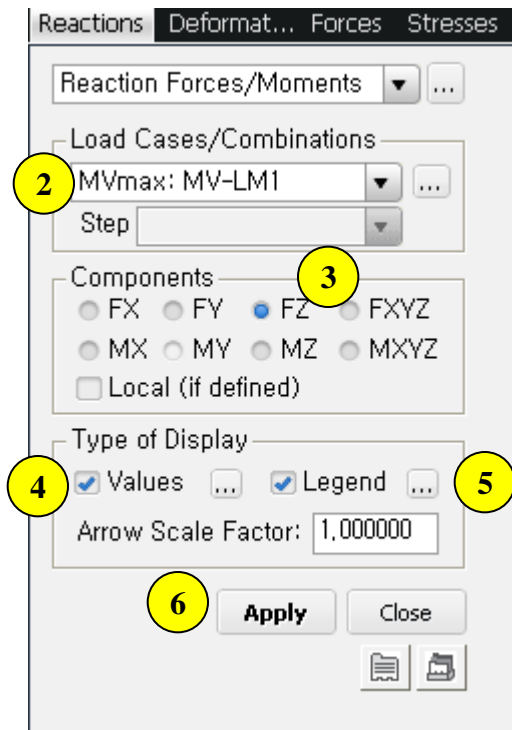 Reactions Deformat... Forces Stresses
Reaction Forces/Moments ...
Load Cases/Combinations
2 MVmax: MV-LM1 ...
Step
3
Components
FX FY FZ FXYZ
MX MY MZ MXYZ
Local (if defined)
Type of Display
4 Values ... Legend ... 5
Arrow Scale Factor: 1,000000
6 Apply Close